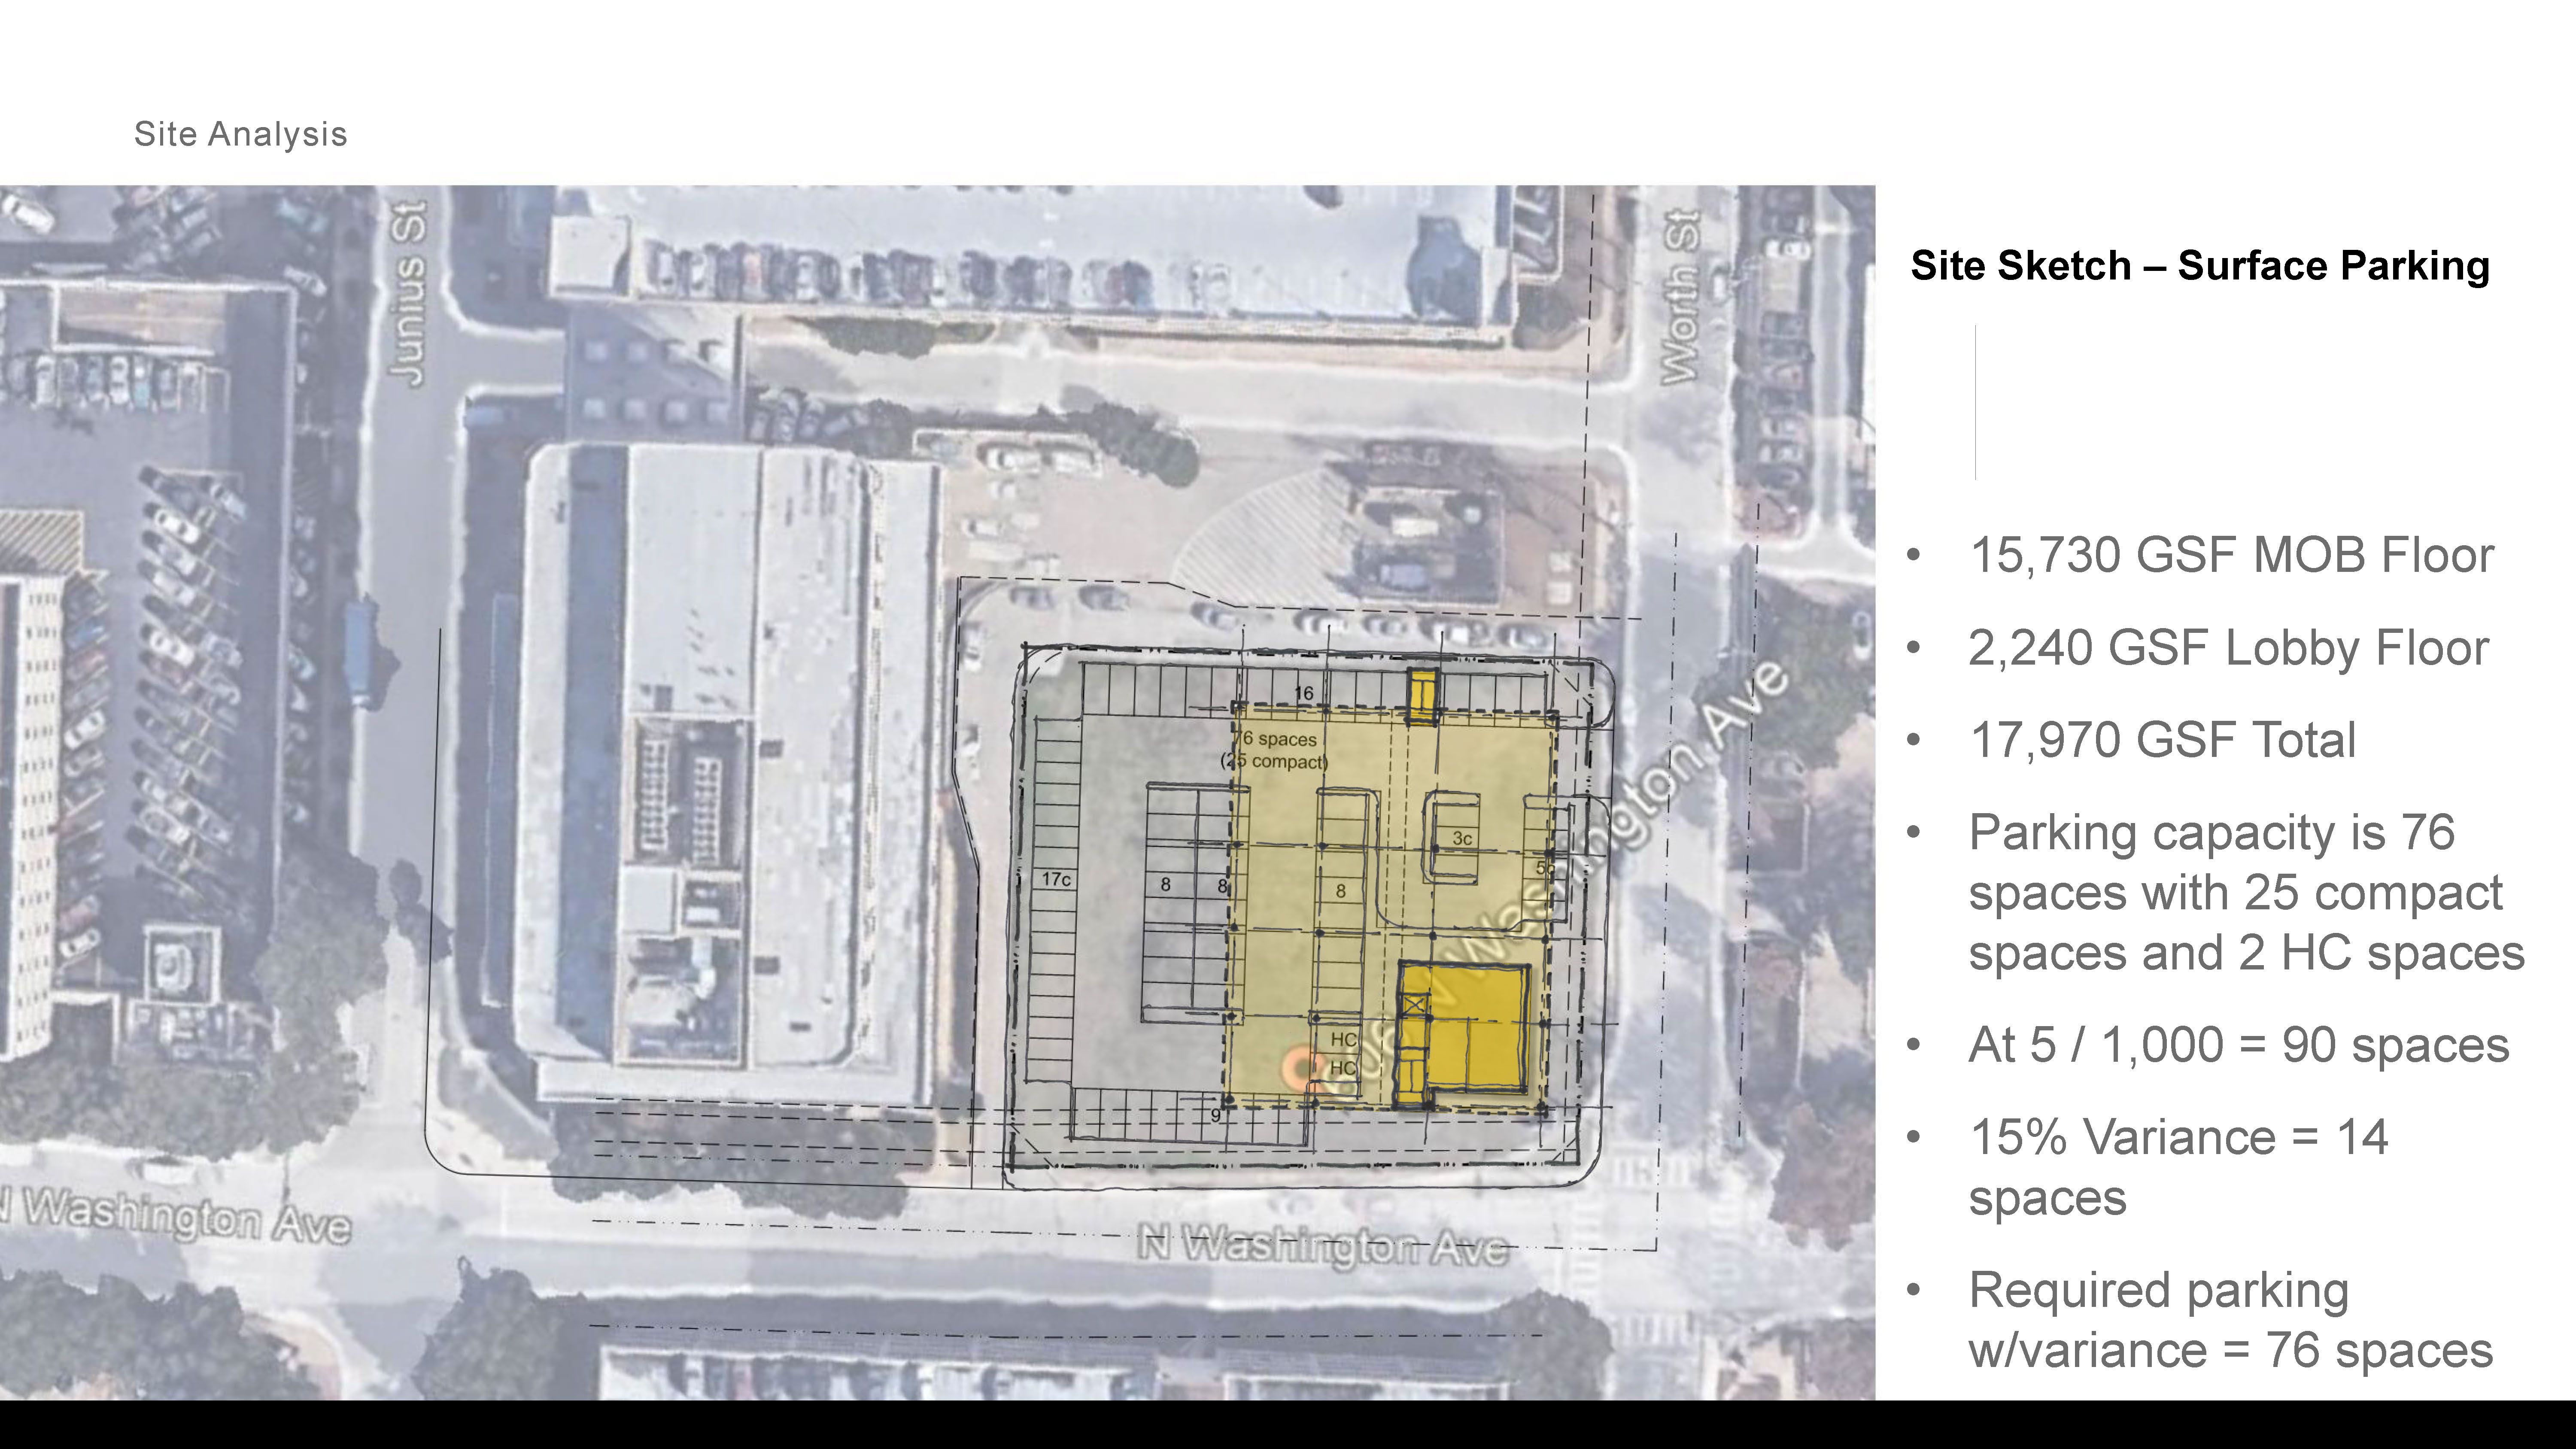 Site Analysis
Junius St
Worth St
Site Sketch – Surface Parking
• 15,730 GSF MOB Floor
• 2,240 GSF Lobby Floor
• 17,970 GSF Total
• Parking capacity is 76
spaces with 25 compact
spaces and 2 HC spaces
• At 5 / 1,000 = 90 spaces
• 15% Variance = 14
spaces
• Required parking
w/variance = 76 spaces
16
76 spaces
(25 compact)
3c
17c
8
8
8
HC
HC
9
Washington Ave
N Washington Ave
N Washington Ave